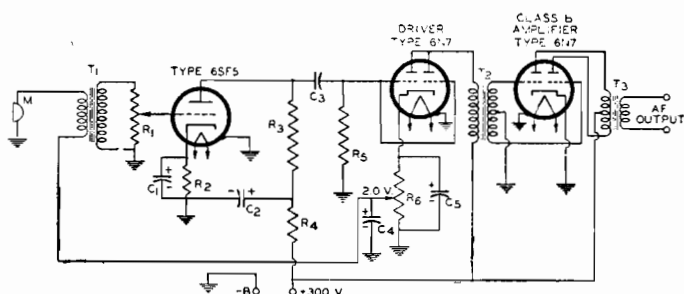 DRIVER
TYPE 6N7
CLASS b
AMPLIFIER
TYPE 6N7
T1
TYPE 6SF5
C3
T2
T3
M
R1
R3
R5
AF
OUTPUT
C1
R2
C2
2.0 V.
R6
C5
R4
C4
-B
+300 V